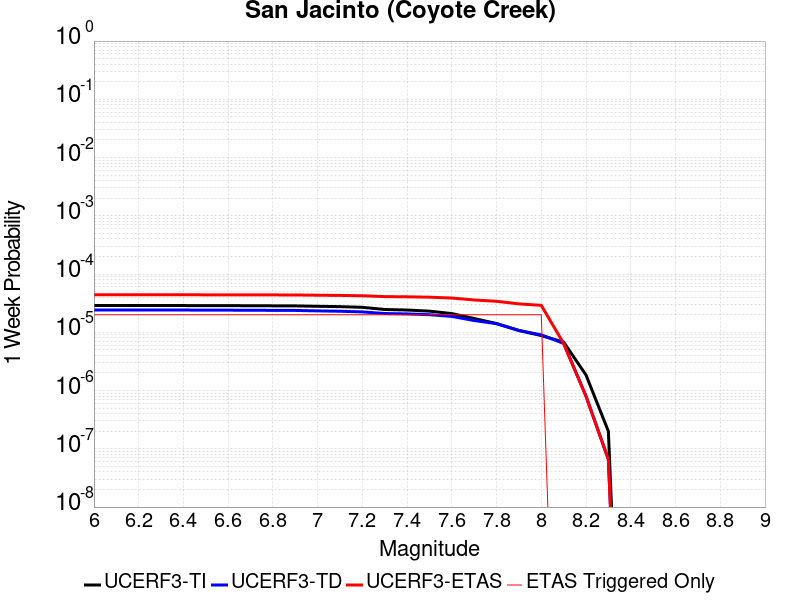 San Jacinto (Coyote Creek)
10^0
10^-1
10^-2
10^-3
10^-4
10^-5
10^-6
10^-7
10^-8
1 Week Probability
6 6.2 6.4 6.6 6.8 7 7.2 7.4 7.6 7.8 8 8.2 8.4 8.6 8.8 9
Magnitude
UCERF3-TI UCERF3-TD UCERF3-ETAS ETAS Triggered Only